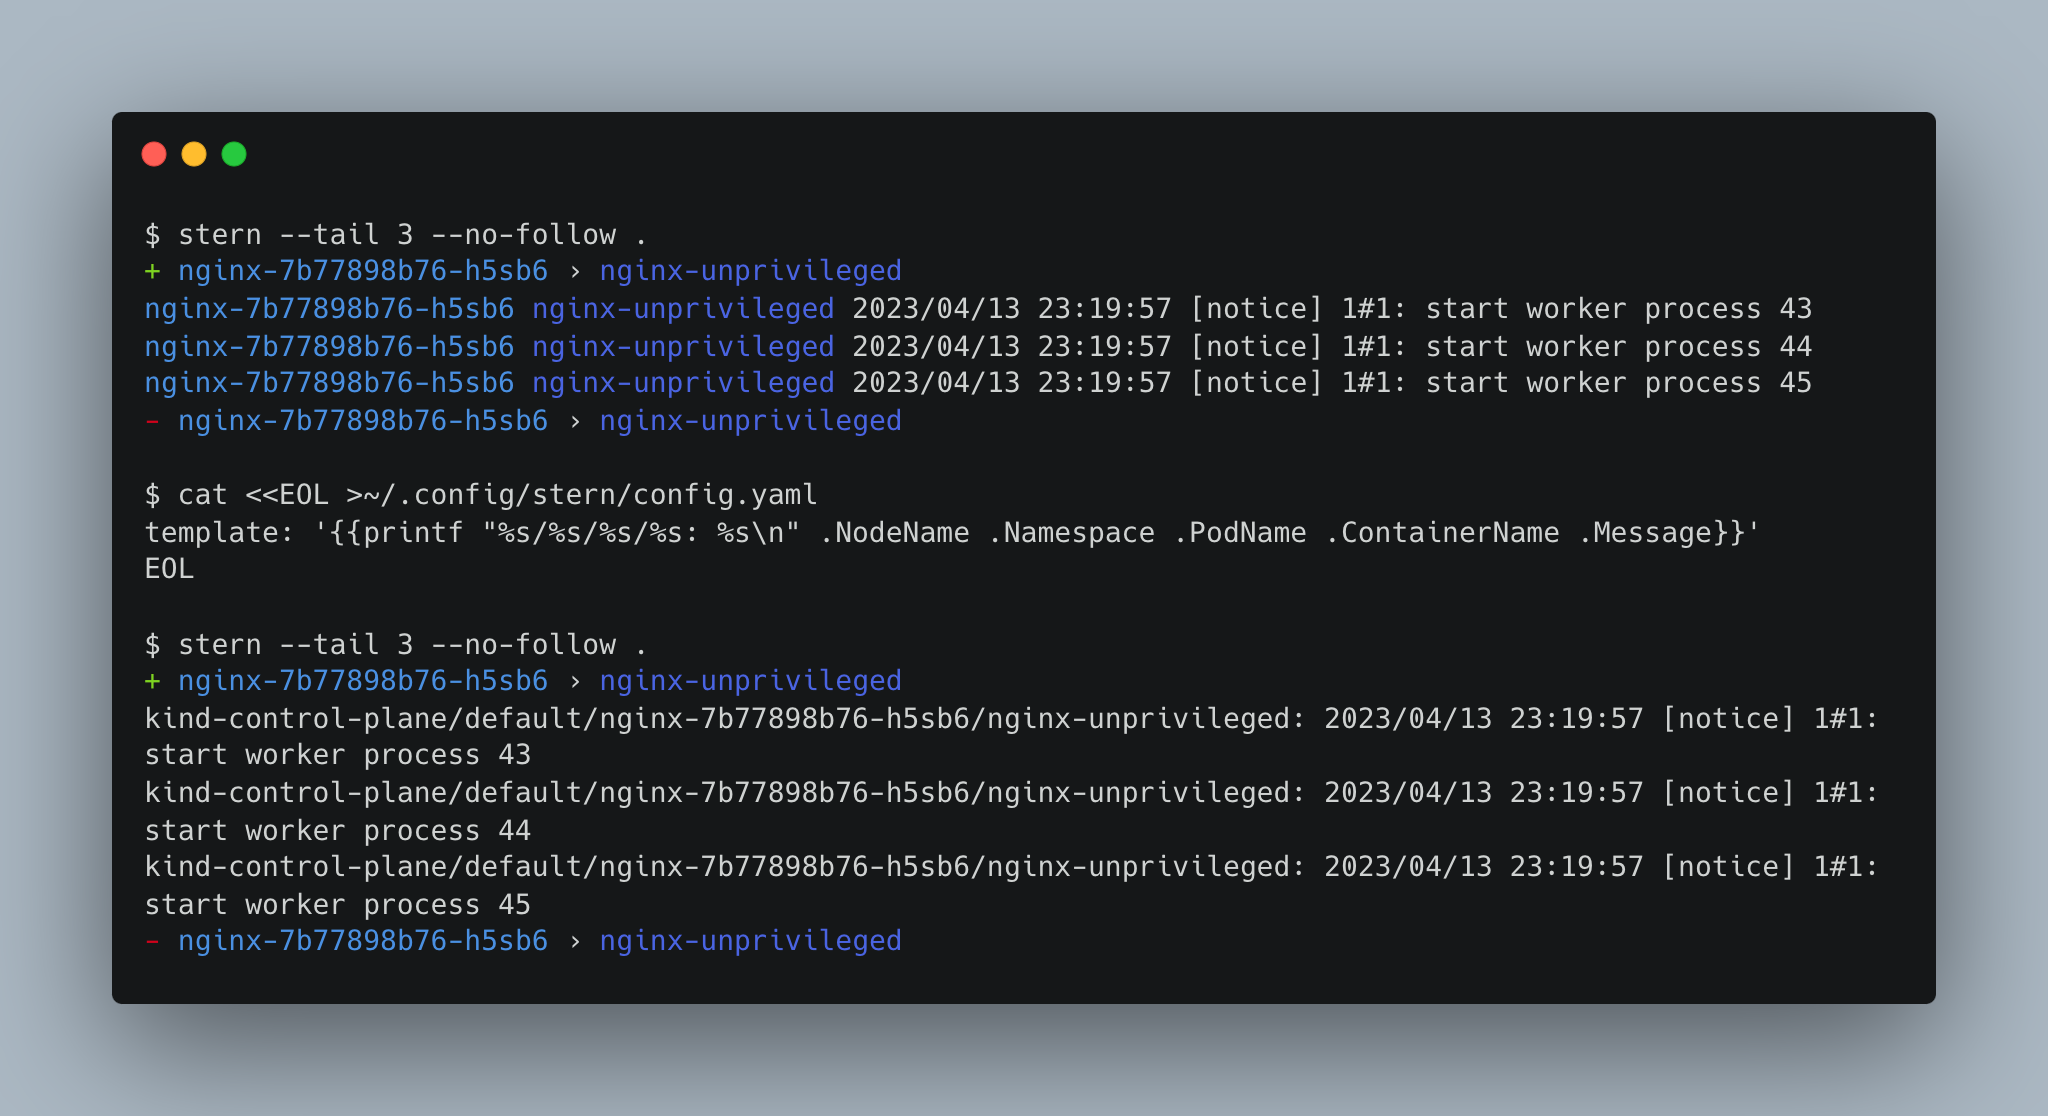 $ stern --tail 3 --no-follow .
+ nginx-7b77898b76-h5sb6 › nginx-unprivileged
nginx-7b77898b76-h5sb6 nginx-unprivileged 2023/04/13 23:19:57 [notice] 1#1: start worker process 43
nginx-7b77898b76-h5sb6 nginx-unprivileged 2023/04/13 23:19:57 [notice] 1#1: start worker process 44
nginx-7b77898b76-h5sb6 nginx-unprivileged 2023/04/13 23:19:57 [notice] 1#1: start worker process 45
- nginx-7b77898b76-h5sb6 › nginx-unprivileged
$ cat <<EOL >~/.config/stern/config.yaml
template: '{{printf "%s/%s/%s/%s: %s\n" .NodeName .Namespace .PodName .ContainerName .Message}}'
EOL
$ stern --tail 3 --no-follow .
+ nginx-7b77898b76-h5sb6 › nginx-unprivileged
kind-control-plane/default/nginx-7b77898b76-h5sb6/nginx-unprivileged: 2023/04/13 23:19:57 [notice] 1#1:
start worker process 43
kind-control-plane/default/nginx-7b77898b76-h5sb6/nginx-unprivileged: 2023/04/13 23:19:57 [notice] 1#1:
start worker process 44
kind-control-plane/default/nginx-7b77898b76-h5sb6/nginx-unprivileged: 2023/04/13 23:19:57 [notice] 1#1:
start worker process 45
- nginx-7b77898b76-h5sb6 › nginx-unprivileged